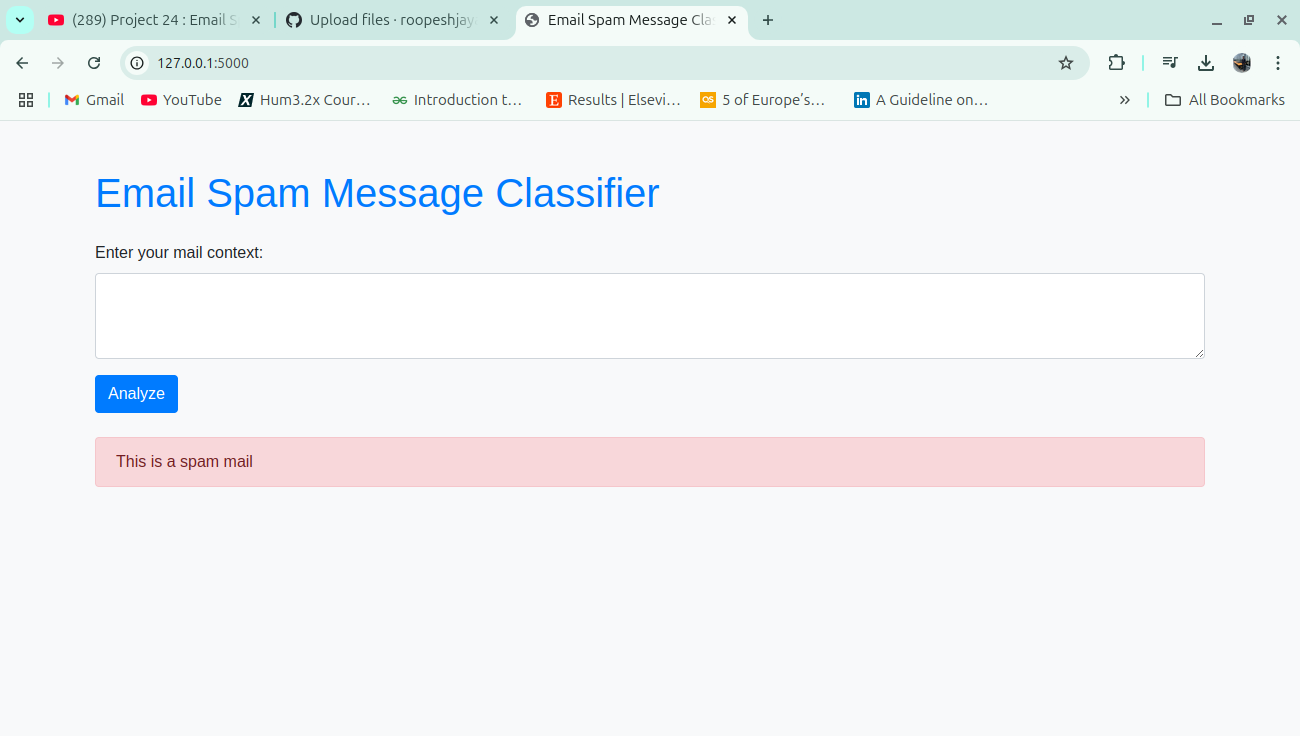 (289) Project 24 : Email S
Upload files · roopeshjay
Email Spam Message Clas
127.0.0.1:5000
Gmail
YouTube
Hum3.2x Cour…
Introduction t…
Results | Elsevi…
5 of Europe's…
A Guideline on…
All Bookmarks
Email Spam Message Classifier
Enter your mail context:
Analyze
This is a spam mail